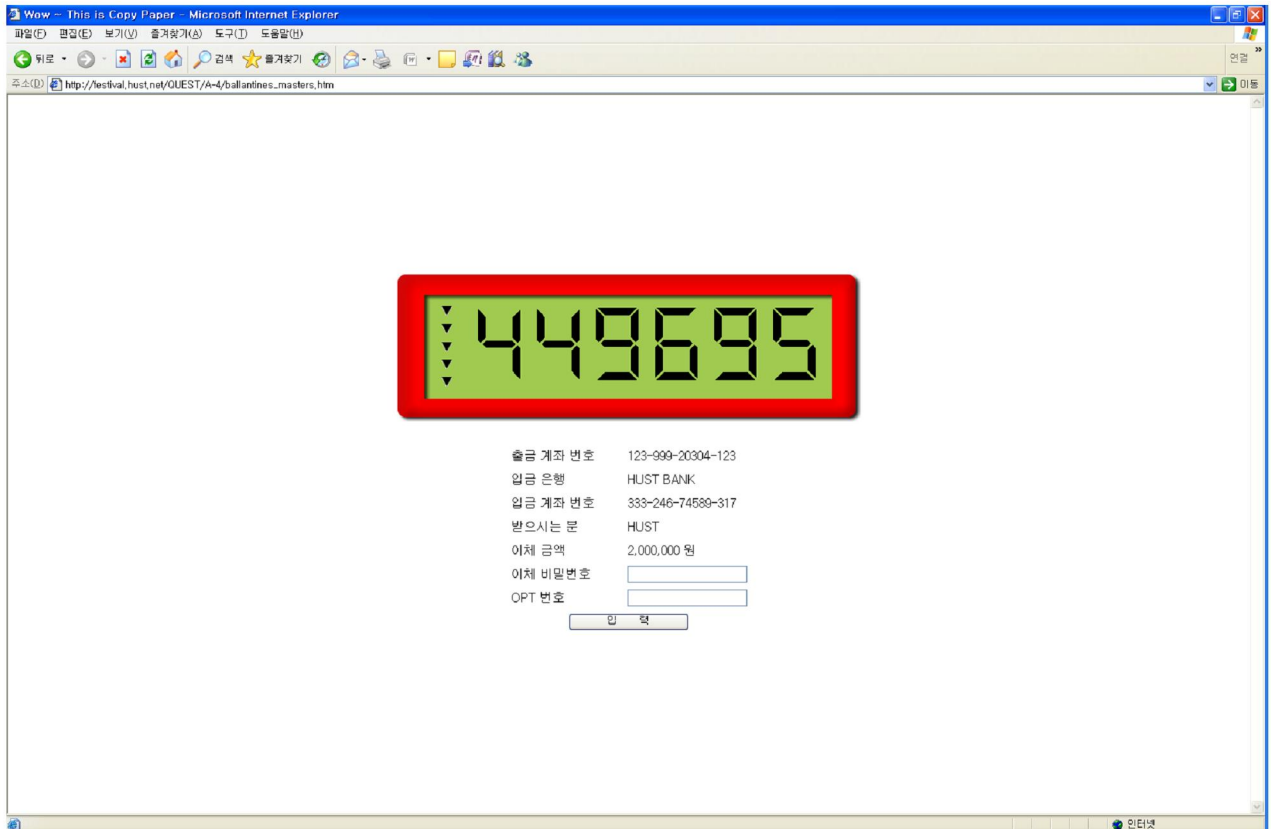 Wow ~ This is Copy Paper - Microsoft Internet Explorer
파일(F) 편집(E) 보기(V) 즐겨찾기(A) 도구(T) 도움말(H)
뒤로 검색 즐겨찾기 연결 »
주소(D) http://festival.hust.net/QUEST/A-4/ballantines_masters.htm 이동
449695
출금 계좌 번호 123-999-20304-123
입금 은행 HUST BANK
입금 계좌 번호 333-246-74589-317
받으시는 분 HUST
이체 금액 2,000,000 원
이체 비밀번호
OPT 번호
입 력
인터넷